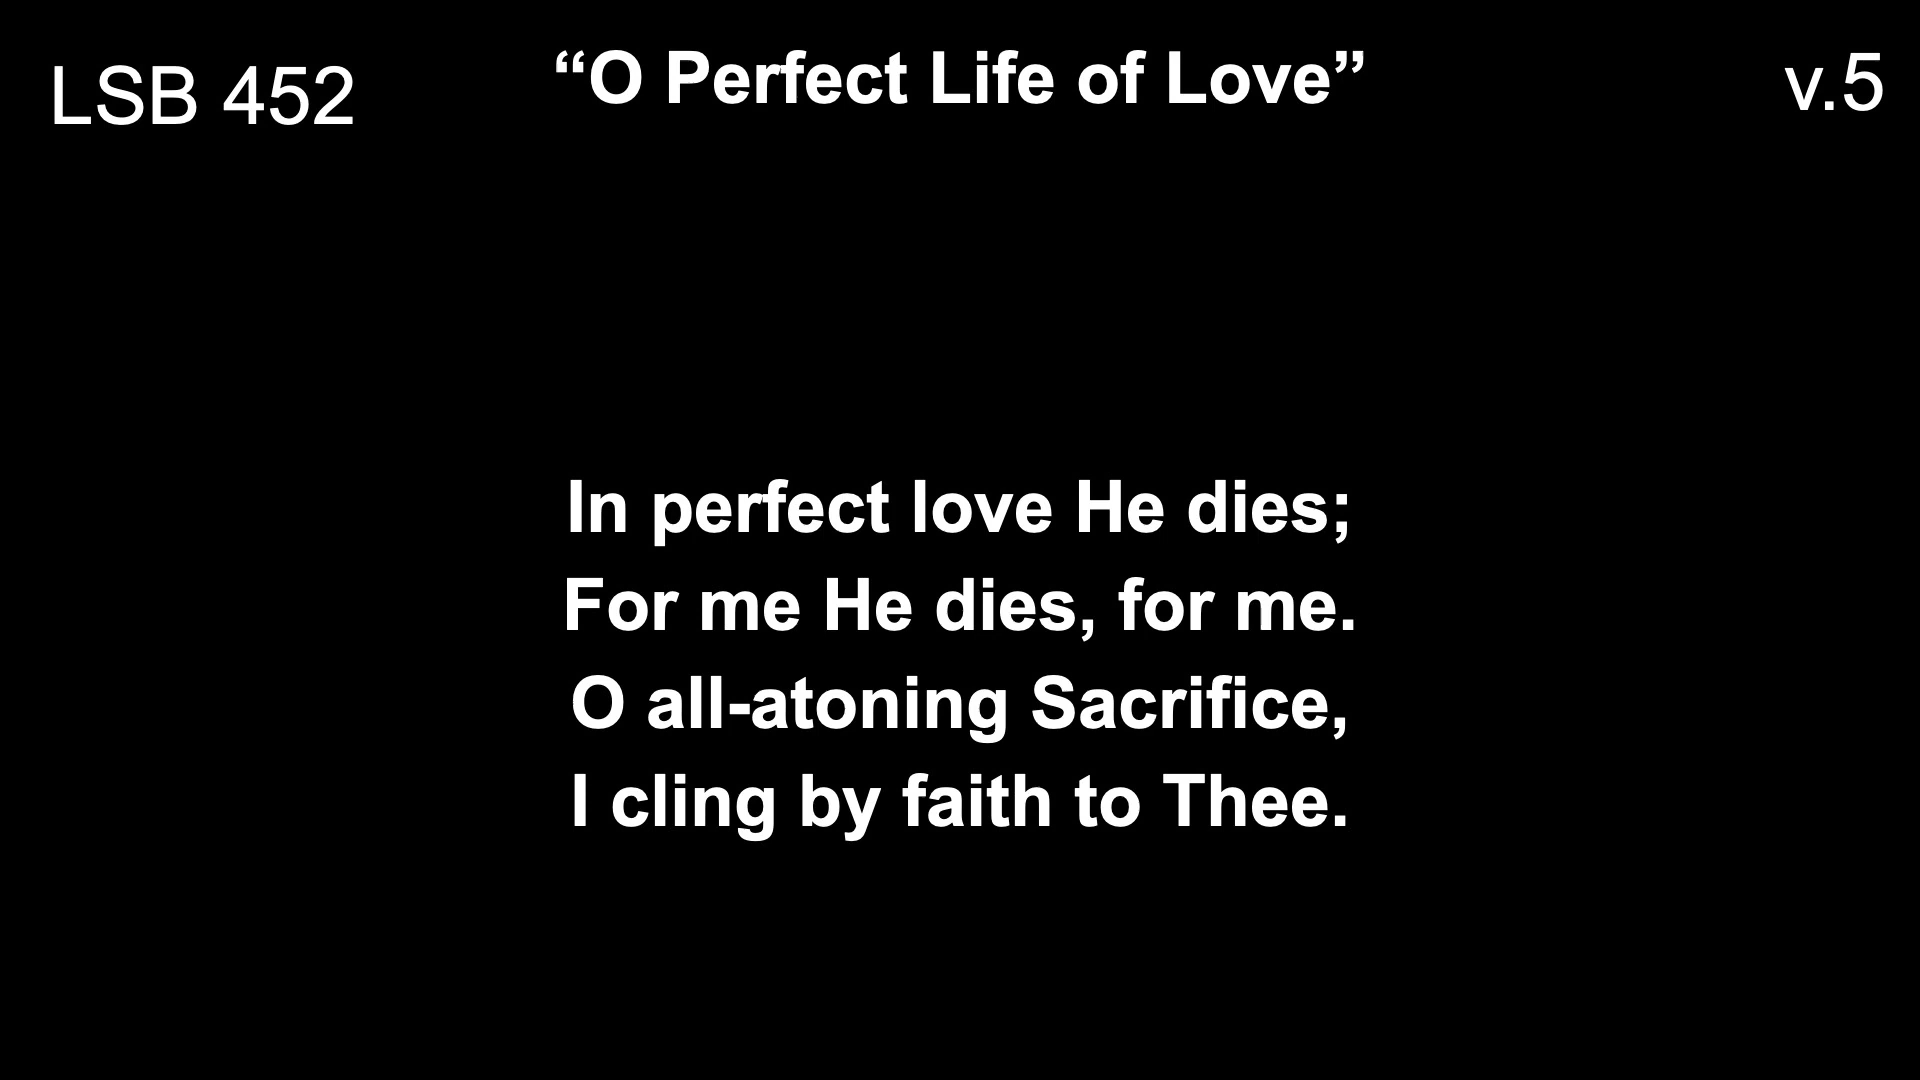 LSB 452
“O Perfect Life of Love”
v.5
In perfect love He dies;
For me He dies, for me.
O all-atoning Sacrifice,
I cling by faith to Thee.